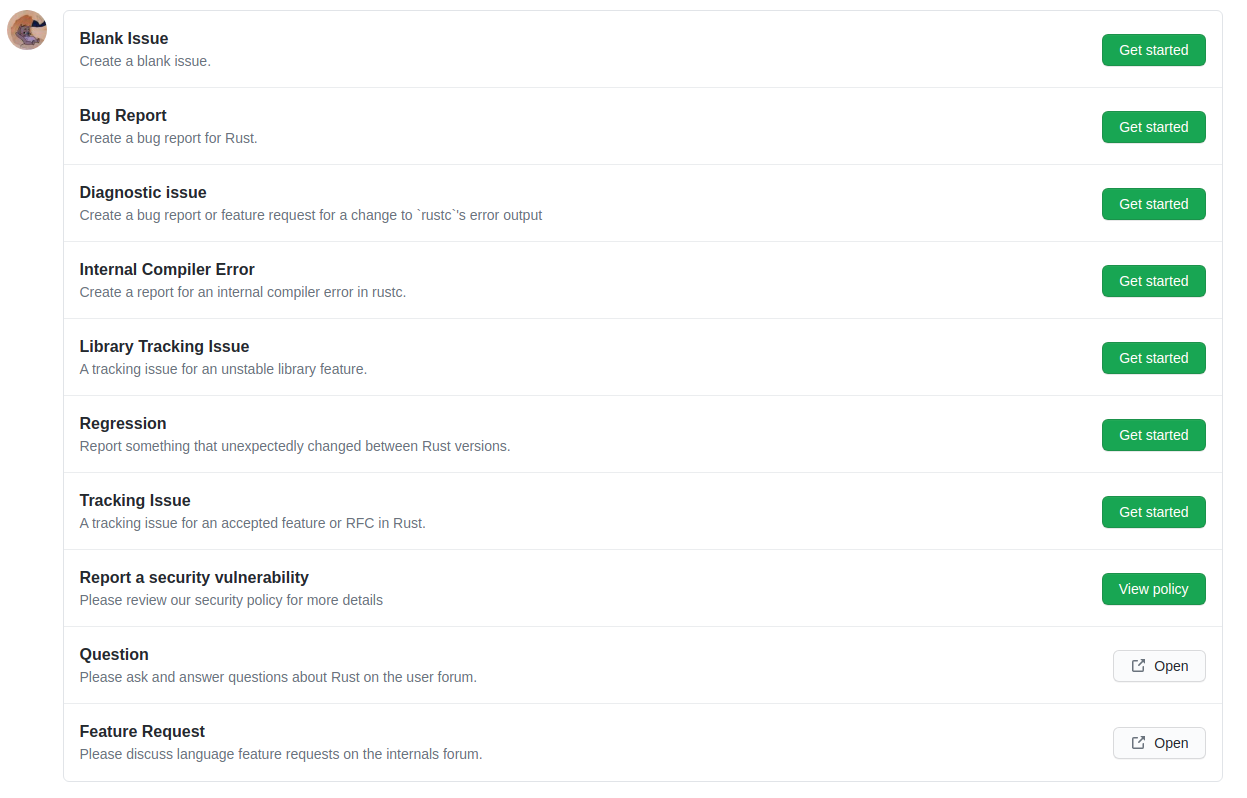 Blank Issue
Create a blank issue.
Get started
Bug Report
Create a bug report for Rust.
Get started
Diagnostic issue
Create a bug report or feature request for a change to `rustc`'s error output
Get started
Internal Compiler Error
Create a report for an internal compiler error in rustc.
Get started
Library Tracking Issue
A tracking issue for an unstable library feature.
Get started
Regression
Report something that unexpectedly changed between Rust versions.
Get started
Tracking Issue
A tracking issue for an accepted feature or RFC in Rust.
Get started
Report a security vulnerability
Please review our security policy for more details
View policy
Question
Please ask and answer questions about Rust on the user forum.
Open
Feature Request
Please discuss language feature requests on the internals forum.
Open